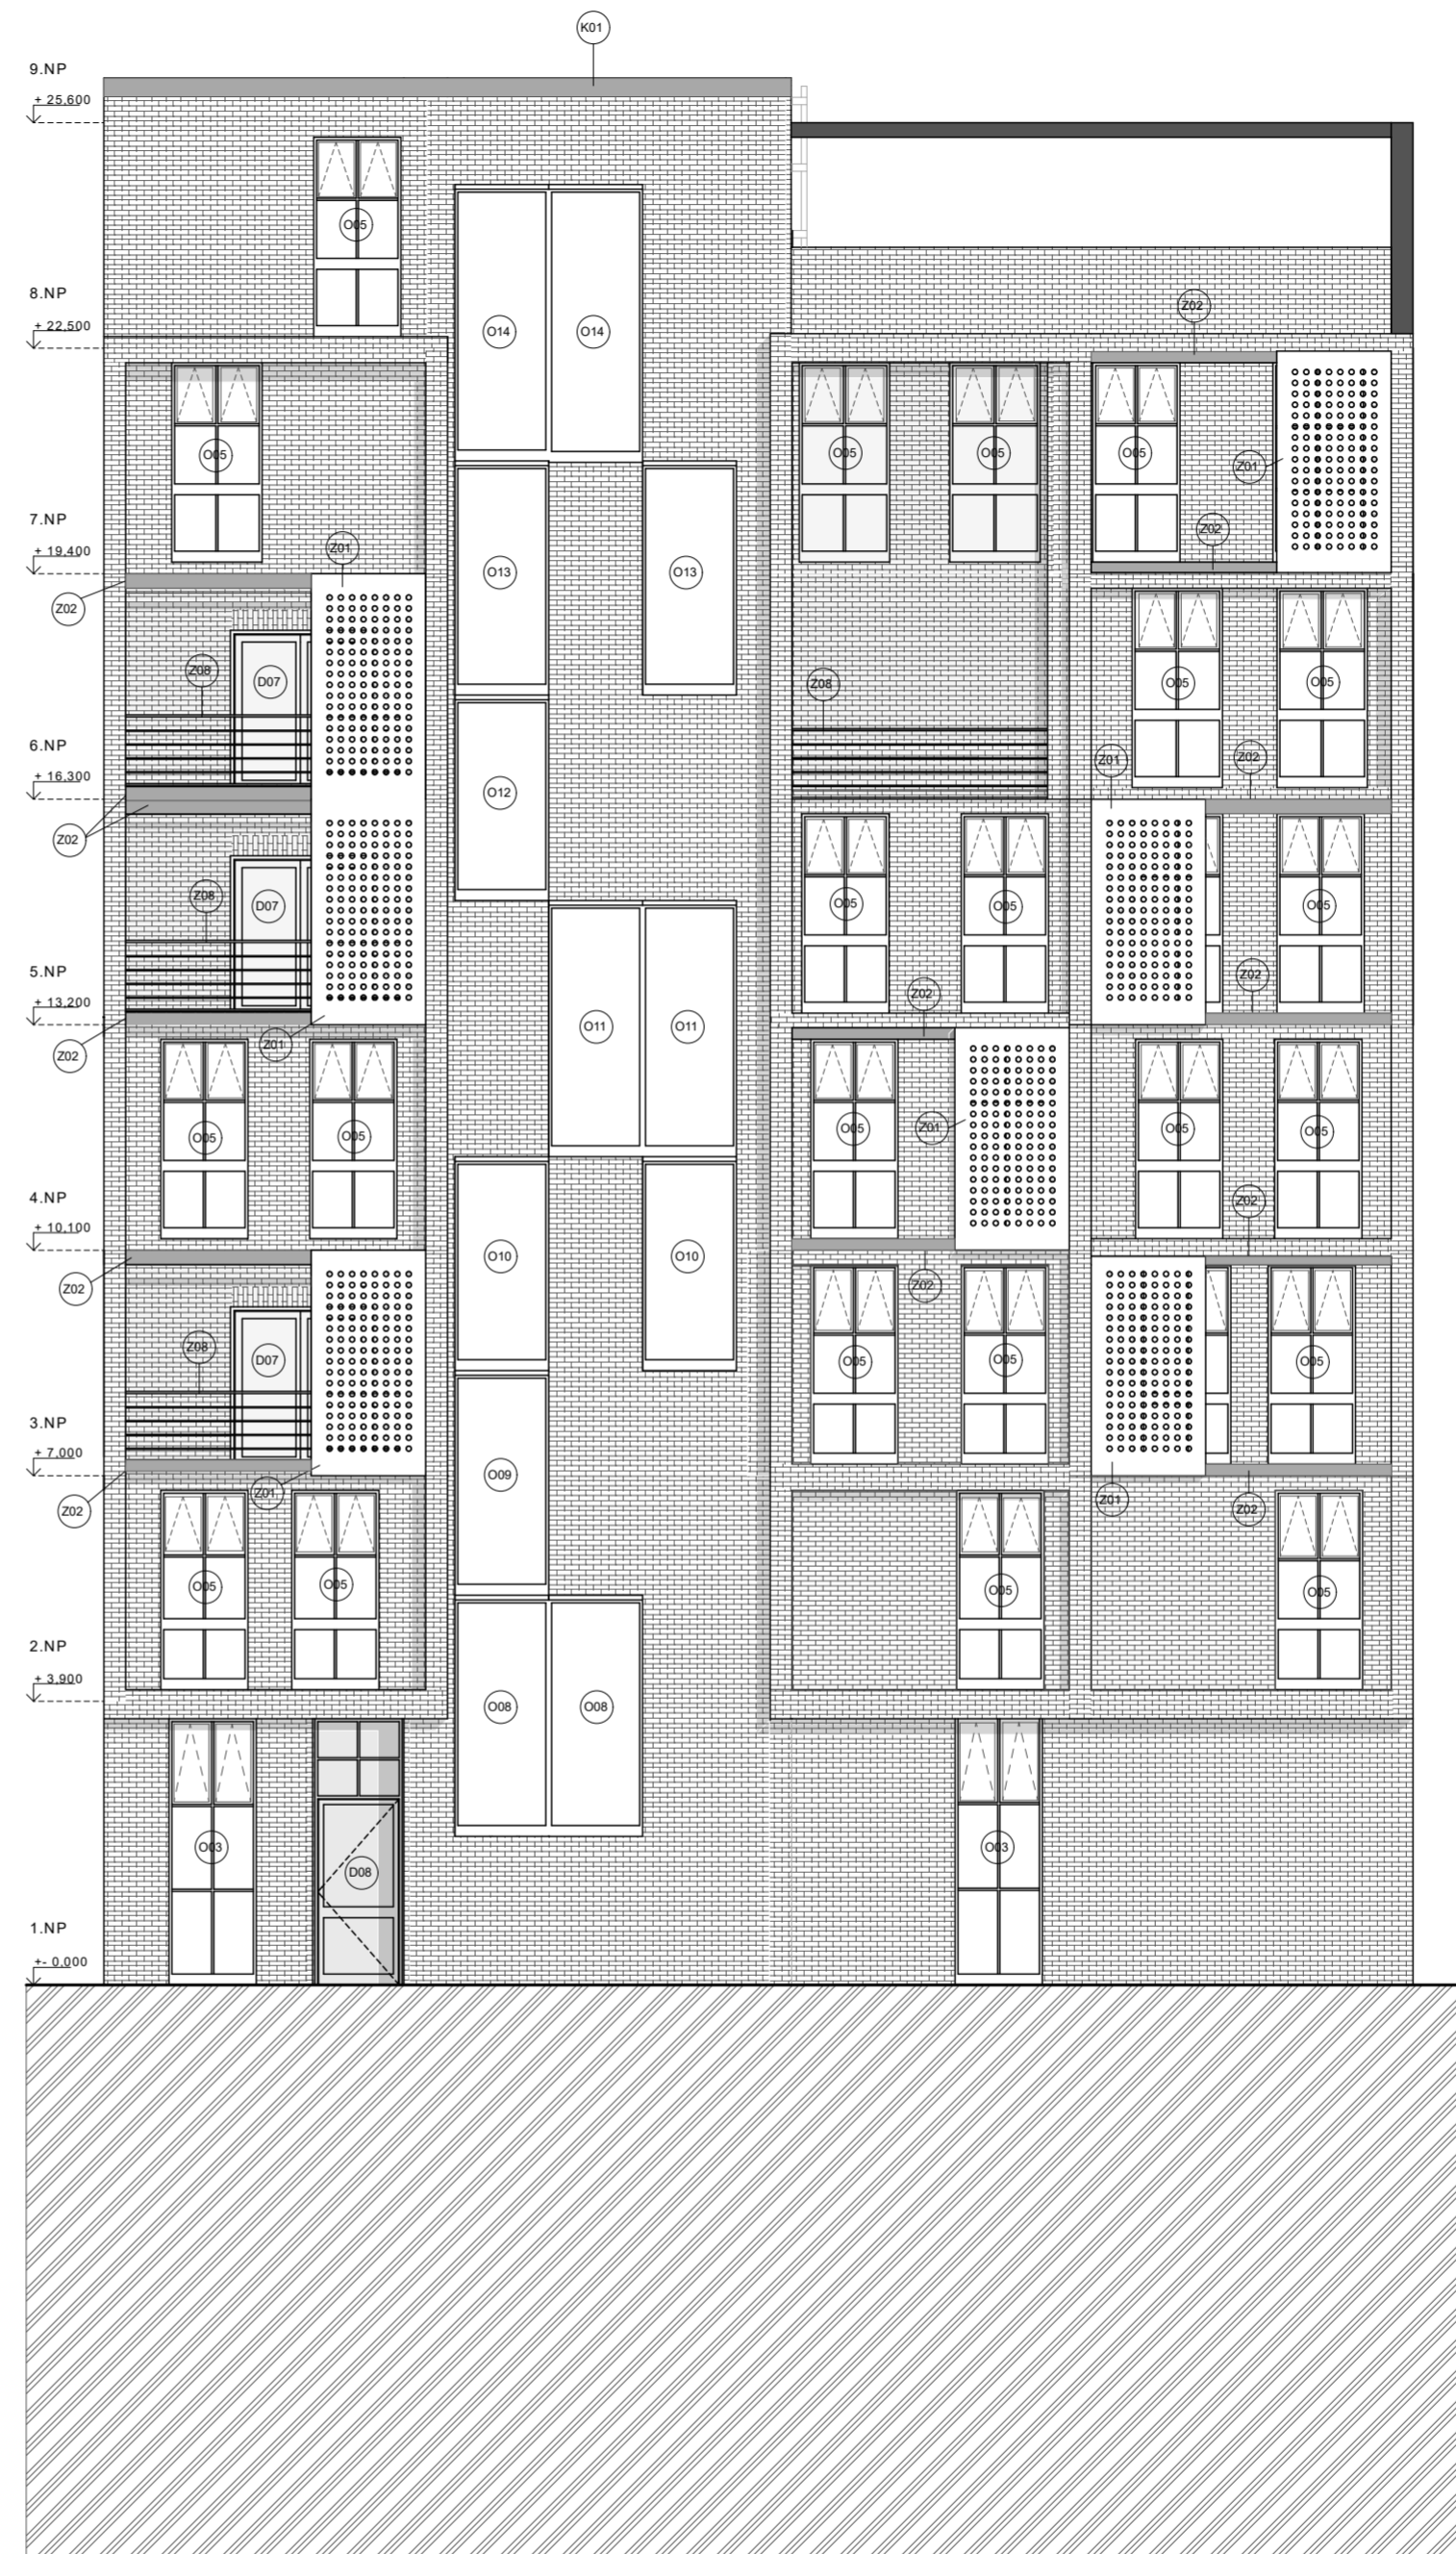 K01
9.NP
+ 25,600
O05
8.NP
Z02
+ 22,500
O14 O14
O05 O05 O05 O05
Z01
7.NP
Z02
+ 19,400
Z01
O13 O13
Z02
Z08 D07 Z08 O05 O05
6.NP
Z01 Z02
+ 16,300
O12
Z02
Z08 D07 O05 O05 O05
5.NP
Z02 Z02
+ 13,200
O11 O11
Z01
Z02
O05 O05 O05 Z01 O05 O05
4.NP
Z02
+ 10,100
O10 O10
Z02 Z02
Z08 D07 O05 O05 O05
3.NP
+ 7,000
O09
Z01 Z01
Z02 Z02
O05 O05 O05 O05
2.NP
+ 3,900
O08 O08
O03 O03
D08
1.NP
+- 0,000